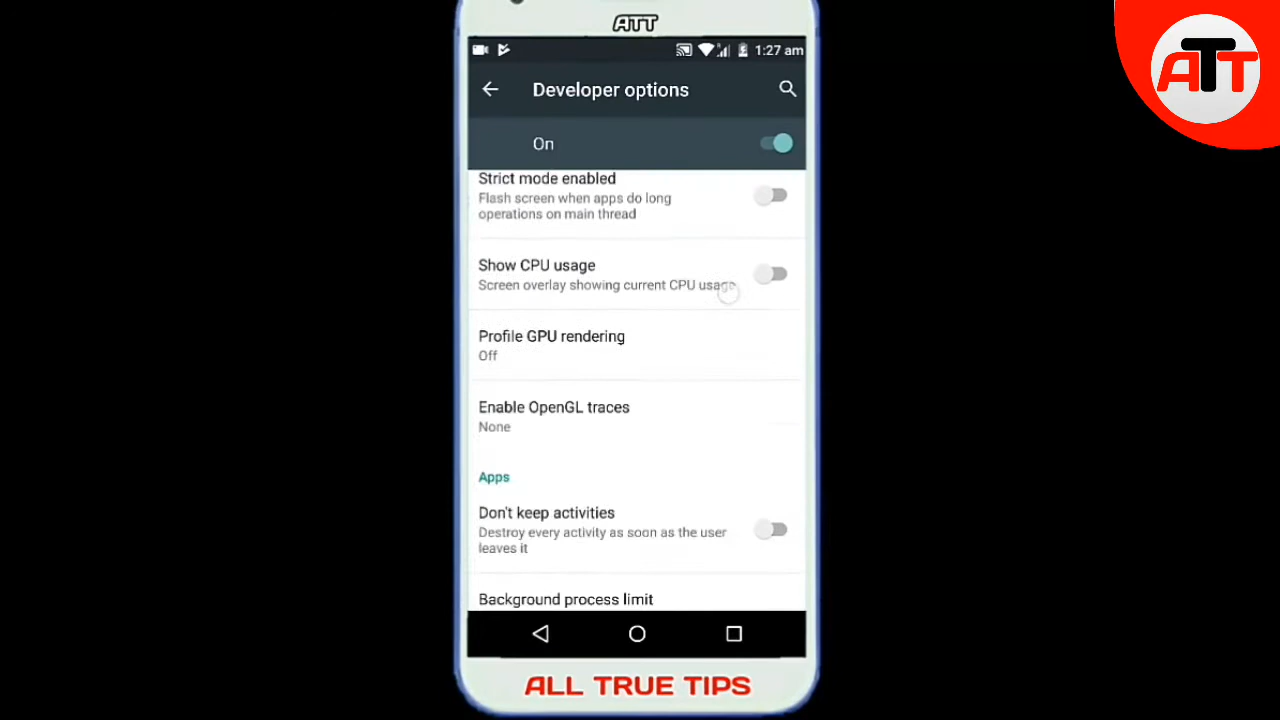 ATT
ATT
1:27 am
Developer options
On
Strict mode enabled
Flash screen when apps do long
operations on main thread
Show CPU usage
Screen overlay showing current CPU usage
Profile GPU rendering
Off
Enable OpenGL traces
None
Apps
Don't keep activities
Destroy every activity as soon as the user
leaves it
Background process limit
ALL TRUE TIPS